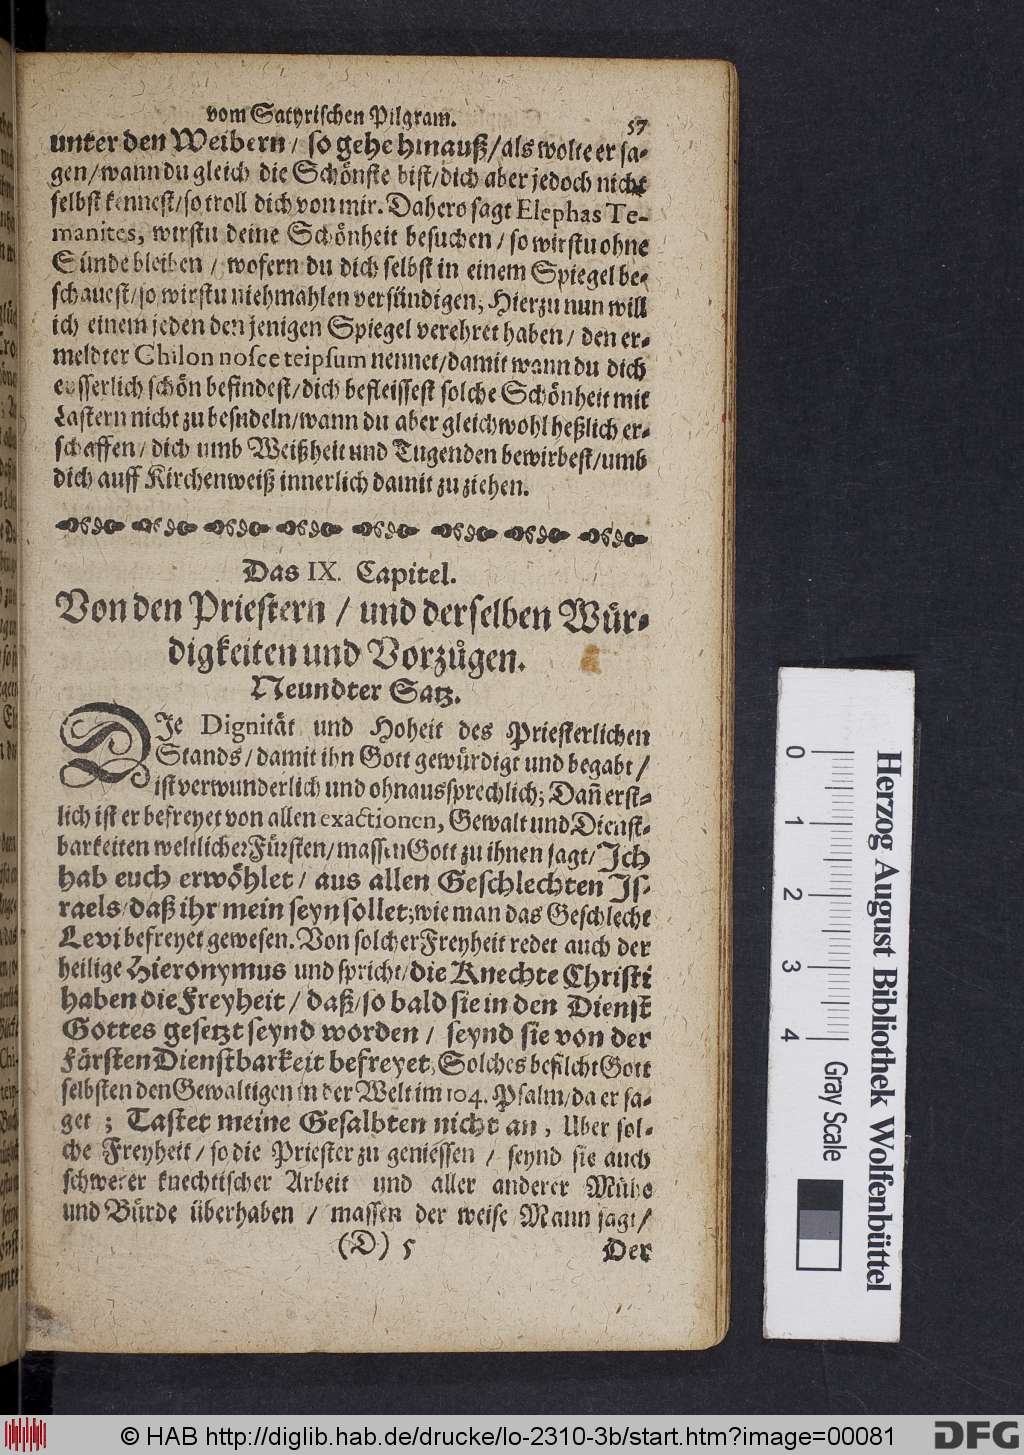 vom Satyrischen Pilgram. 57
unter den Weibern / so gehe hinauß / als wolte er sa-
gen / wann du gleich die Schönste bist / dich aber jedoch nicht
selbst kennest / so troll dich von mir. Dahero sagt Elephas Te-
manites, wirstu deine Schönheit besuchen / so wirstu ohne
Sünde bleiben / wofern du dich selbst in einem Spiegel be-
schauest / so wirstu niehmahlen versündigen; Hierzu nun will
ich einem jeden den jenigen Spiegel verehret haben / den er-
meldter Chilon nosce teipsum nennet / damit wann du dich
eusserlich schön befindest / dich befleissest solche Schönheit mit
Lastern nicht zu besudeln / wann du aber gleichwohl heßlich er-
schaffen / dich umb Weißheit und Tugenden bewirbest / umb
dich auff Kirchenweiß innerlich damit zu ziehen.
Das IX. Capitel.
Von den Priestern / und derselben Wür-
digkeiten und Vorzügen.
Neundter Satz.
DIe Dignität und Hoheit des Priesterlichen
Stands / damit ihn Gott gewürdigt und begabt /
ist verwunderlich und ohnaussprechlich; Dañ erst-
lich ist er befreyet von allen exactionen, Gewalt und Dienst-
barkeiten weltlicher Fürsten / massen Gott zu ihnen sagt / Ich
hab euch erwöhlet / aus allen Geschlechten Is-
raels / daß ihr mein seyn sollet; wie man das Geschlecht
Levi befreyet gewesen. Von solcher Freyheit redet auch der
heilige Hieronymus und spricht / die Knechte Christi
haben die Freyheit / daß / so bald sie in den Dienst
Gottes gesetzt seynd worden / seynd sie von der
Fürsten Dienstbarkeit befreyet, Solches befilcht Gott
selbsten den Gewaltigen in der Welt im 104. Psalm / da er sa-
get ; Tastet meine Gesalbten nicht an, Uber sol-
che Freyheit / so die Priester zu geniessen / seynd sie auch
schwerer knechtischer Arbeit und aller anderer Mühe
und Bürde überhaben / massen der weise Mann sagt /
(D) 5 Der
Herzog August Bibliothek Wolfenbüttel
0 1 2 3 4 Gray Scale
© HAB http://diglib.hab.de/drucke/lo-2310-3b/start.htm?image=00081
DFG